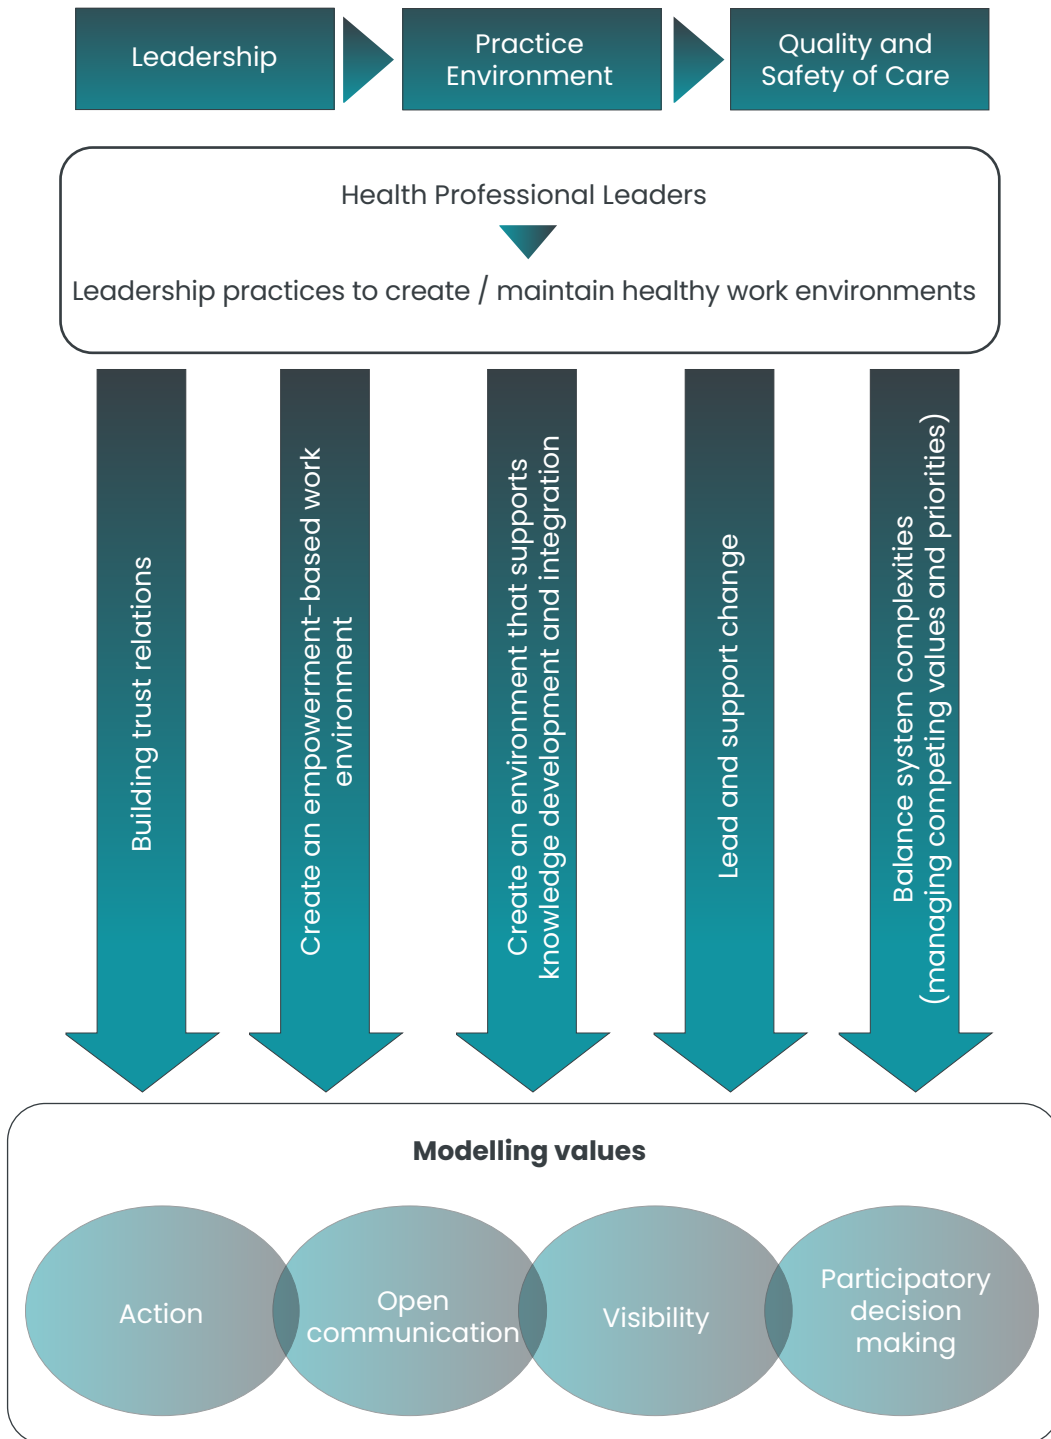 Leadership
Practice
Environment
Quality and
Safety of Care
Health Professional Leaders
Leadership practices to create / maintain healthy work environments
Building trust relations
Create an empowerment-based work
environment
Create an environment that supports
knowledge development and integration
Lead and support change
Balance system complexities
(managing competing values and priorities)
Modelling values
Action
Open
communication
Visibility
Participatory
decision
making